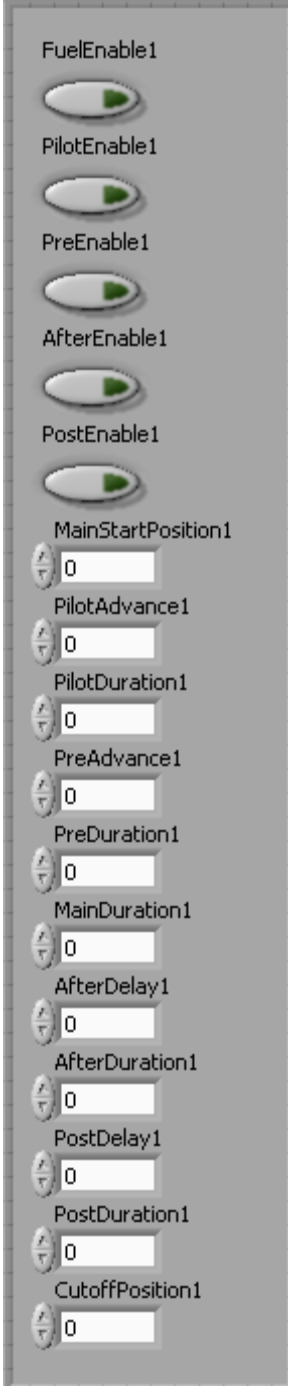 FuelEnable1
PilotEnable1
PreEnable1
AfterEnable1
PostEnable1
MainStartPosition1
0
PilotAdvance1
0
PilotDuration1
0
PreAdvance1
0
PreDuration1
0
MainDuration1
0
AfterDelay1
0
AfterDuration1
0
PostDelay1
0
PostDuration1
0
CutoffPosition1
0